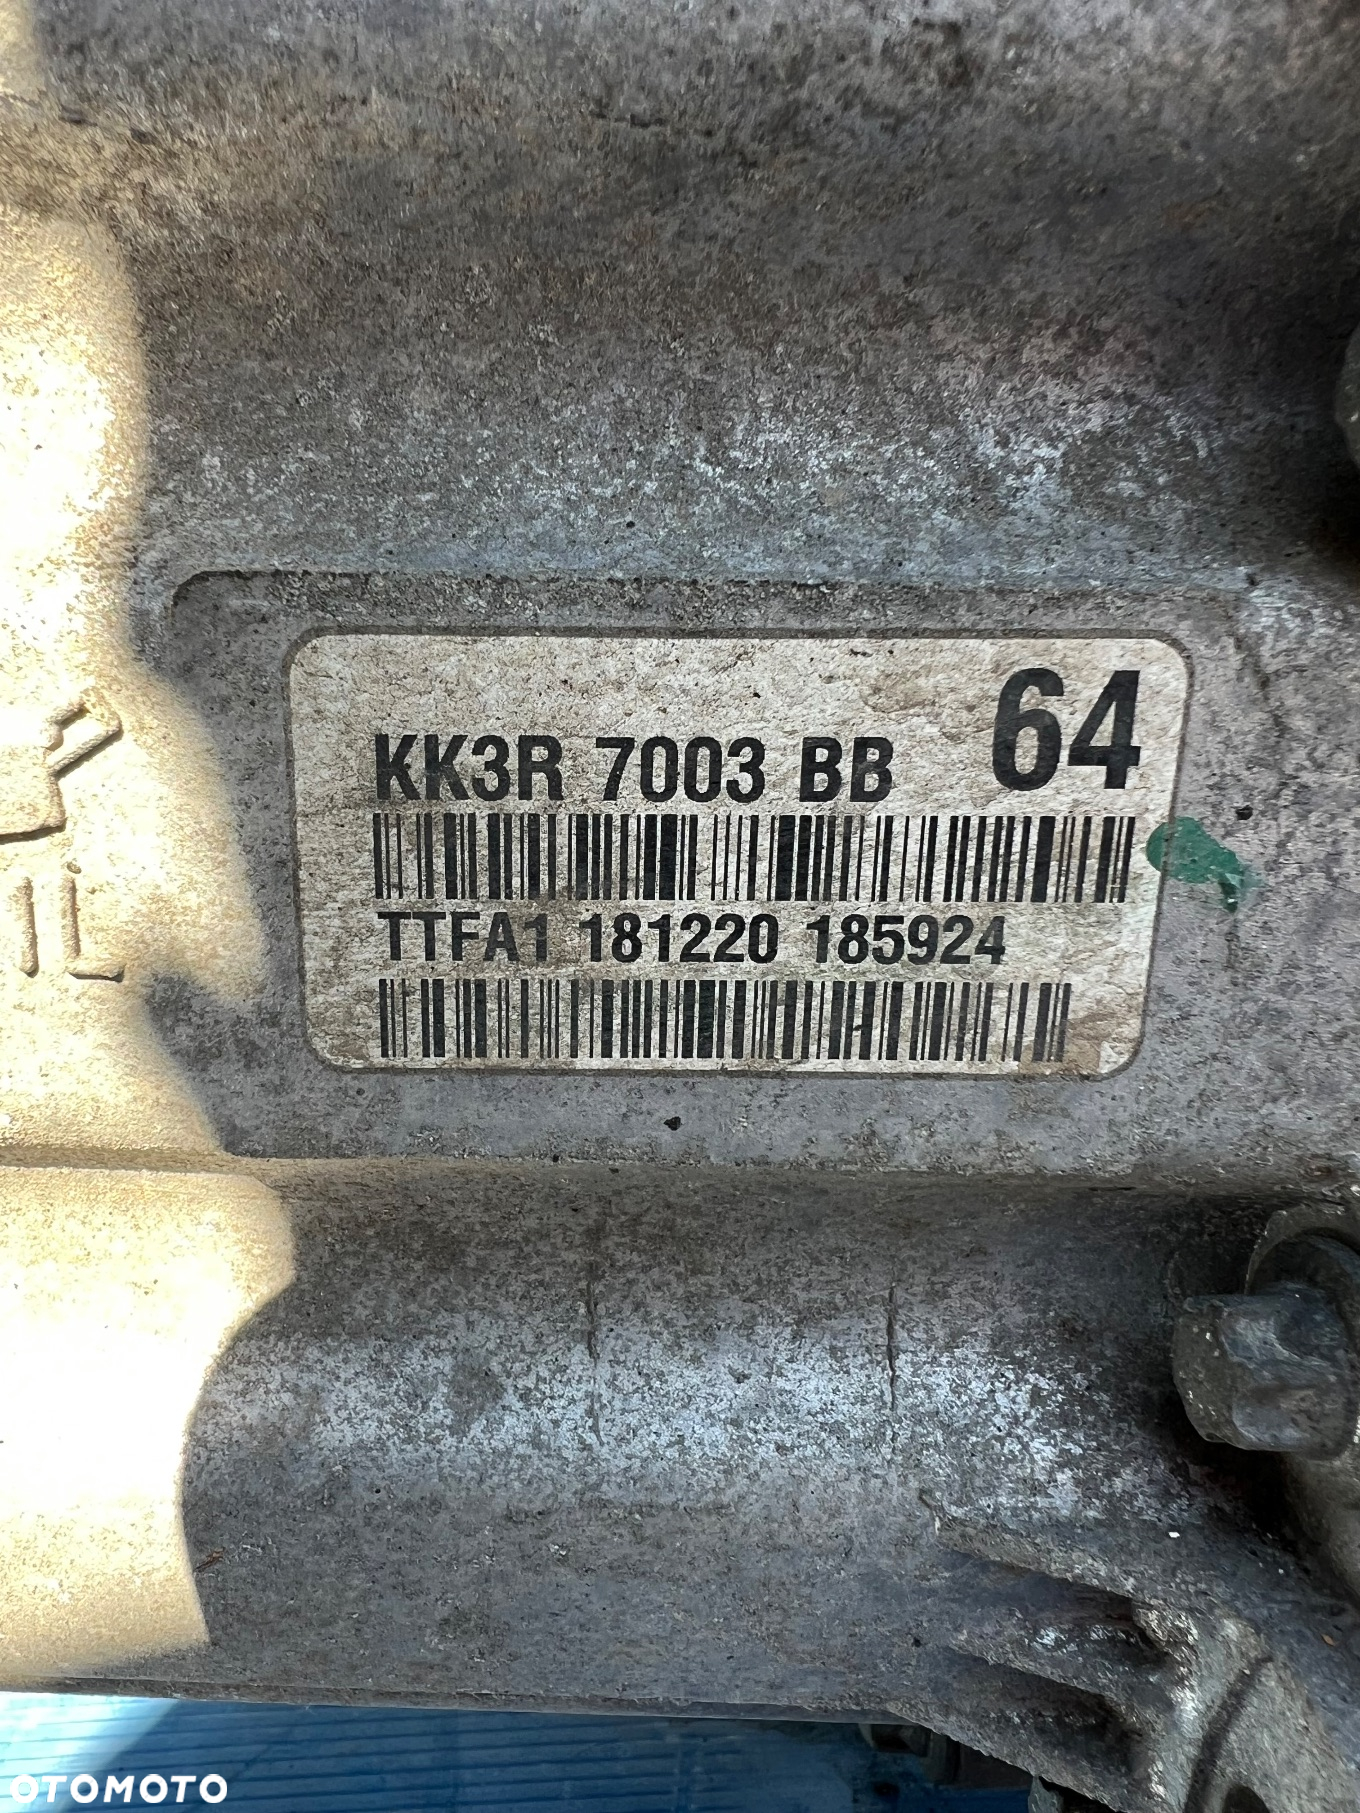 64
KK3R 7003 BB
TTFA1 181220 185924
OTOMOTO